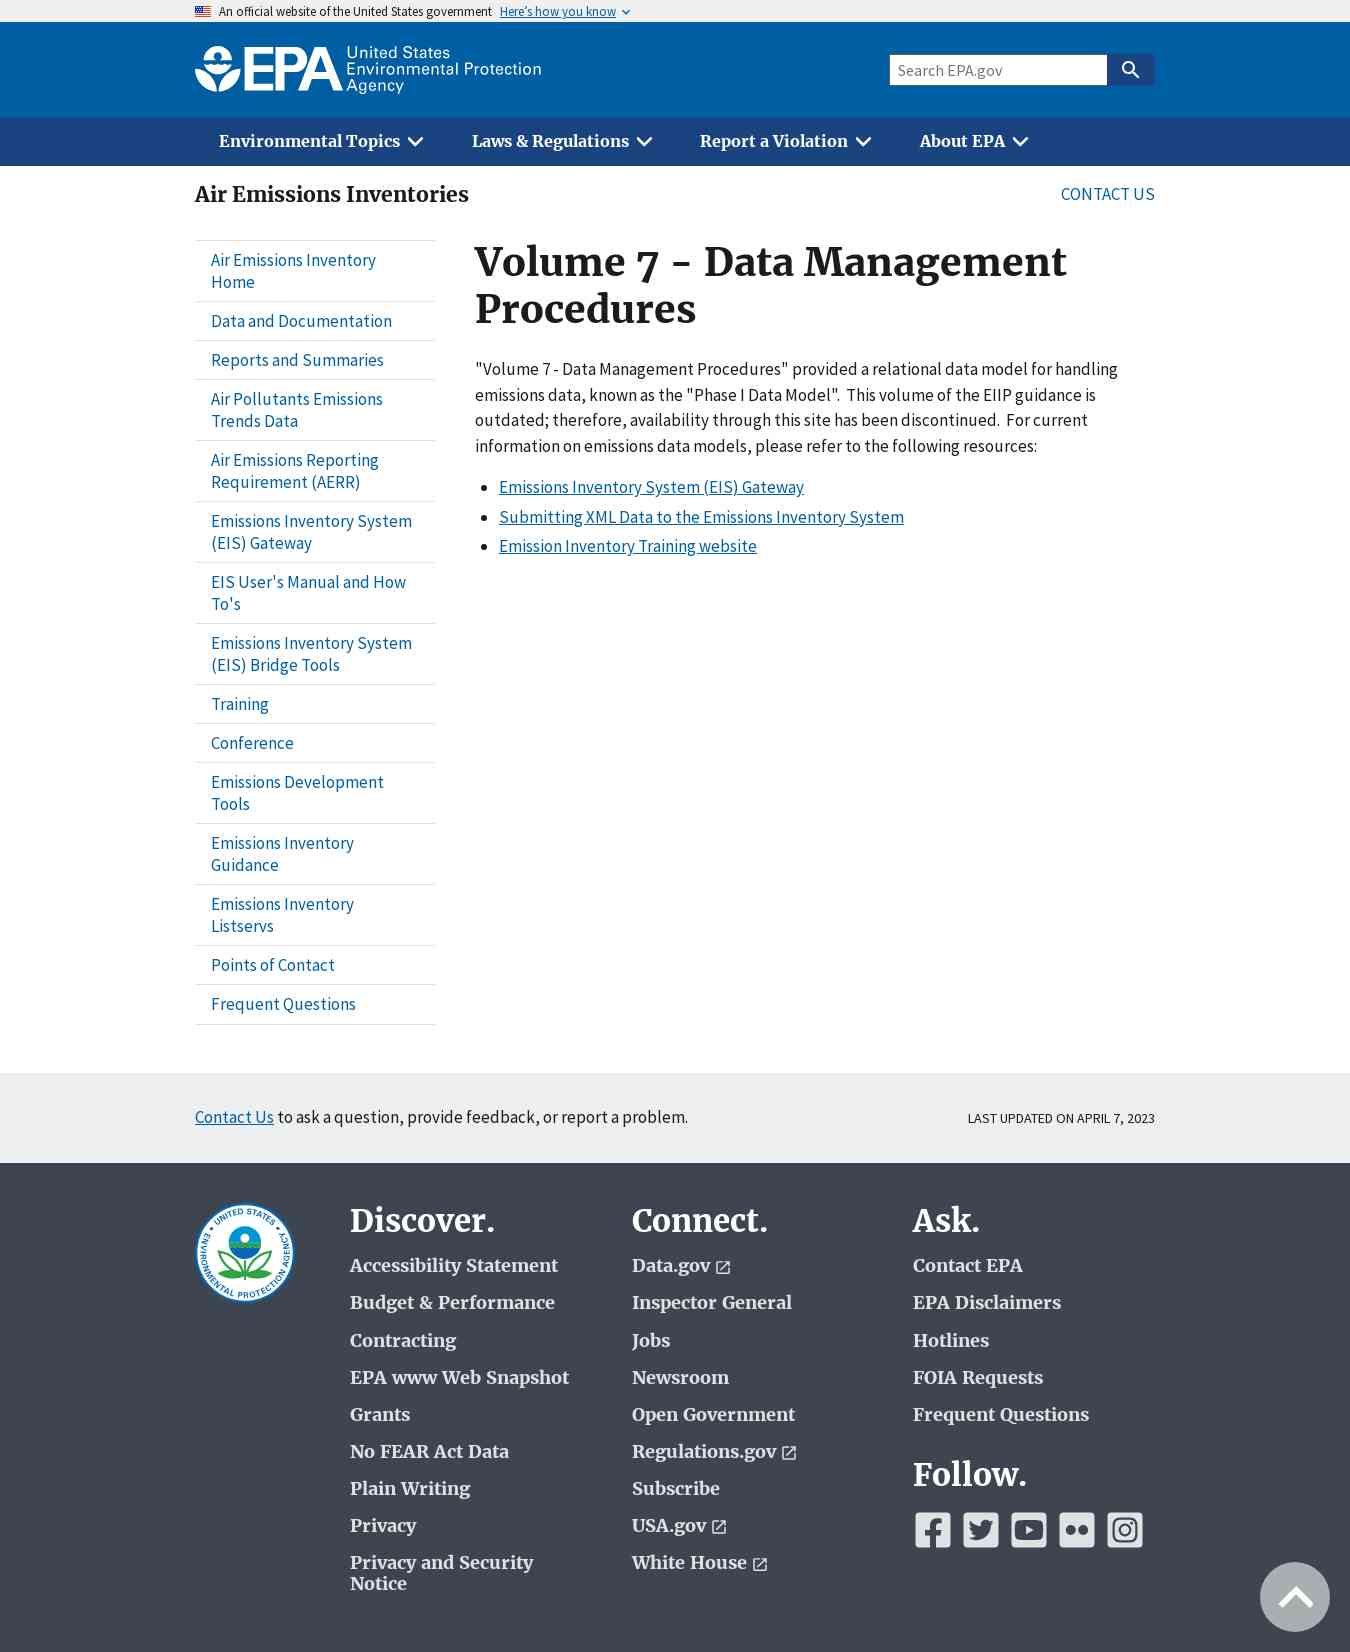 An official website of the United States government Here's how you know
EPA United States
Environmental Protection
Agency
Search EPA.gov
Environmental Topics
Laws & Regulations
Report a Violation
About EPA
Air Emissions Inventories
CONTACT US
Air Emissions Inventory
Home
Data and Documentation
Reports and Summaries
Air Pollutants Emissions
Trends Data
Air Emissions Reporting
Requirement (AERR)
Emissions Inventory System
(EIS) Gateway
EIS User's Manual and How
To's
Emissions Inventory System
(EIS) Bridge Tools
Training
Conference
Emissions Development
Tools
Emissions Inventory
Guidance
Emissions Inventory
Listservs
Points of Contact
Frequent Questions
Volume 7 - Data Management
Procedures
"Volume 7 - Data Management Procedures" provided a relational data model for handling
emissions data, known as the "Phase I Data Model".  This volume of the EIIP guidance is
outdated; therefore, availability through this site has been discontinued.  For current
information on emissions data models, please refer to the following resources:
• Emissions Inventory System (EIS) Gateway
• Submitting XML Data to the Emissions Inventory System
• Emission Inventory Training website
Contact Us to ask a question, provide feedback, or report a problem.
LAST UPDATED ON APRIL 7, 2023
UNITED STATES
ENVIRONMENTAL PROTECTION AGENCY
Discover.
Accessibility Statement
Budget & Performance
Contracting
EPA www Web Snapshot
Grants
No FEAR Act Data
Plain Writing
Privacy
Privacy and Security
Notice
Connect.
Data.gov
Inspector General
Jobs
Newsroom
Open Government
Regulations.gov
Subscribe
USA.gov
White House
Ask.
Contact EPA
EPA Disclaimers
Hotlines
FOIA Requests
Frequent Questions
Follow.